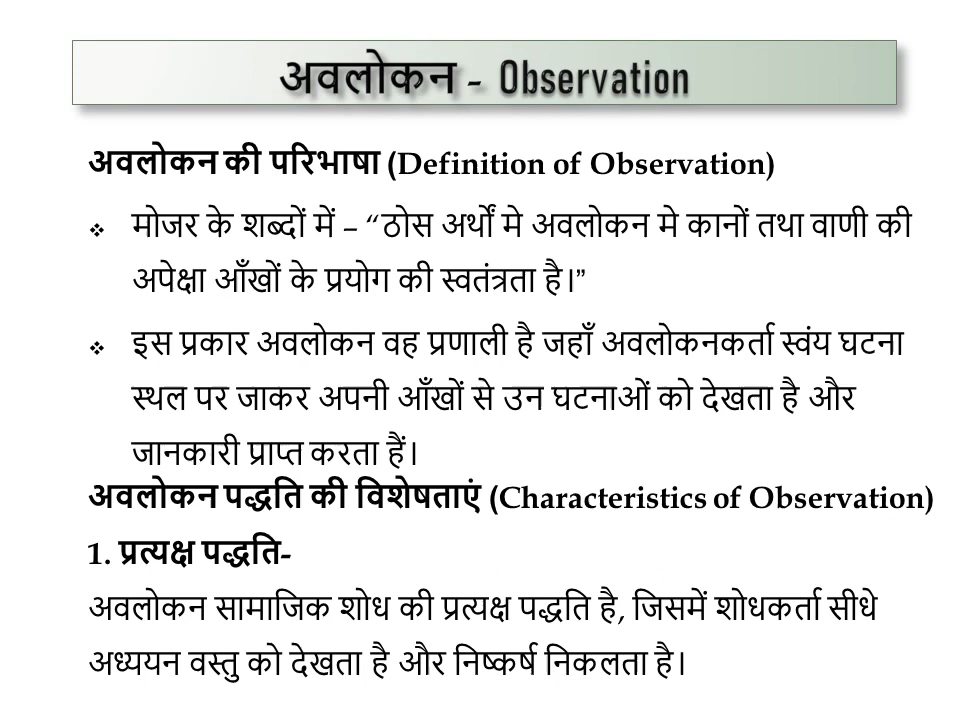 अवलोकन - Observation
अवलोकन की परिभाषा (Definition of Observation)
❖ मोजर के शब्दों में – “ठोस अर्थों मे अवलोकन मे कानों तथा वाणी की
अपेक्षा आँखों के प्रयोग की स्वतंत्रता है।”
❖ इस प्रकार अवलोकन वह प्रणाली है जहाँ अवलोकनकर्ता स्वंय घटना
स्थल पर जाकर अपनी आँखों से उन घटनाओं को देखता है और
जानकारी प्राप्त करता हैं।
अवलोकन पद्धति की विशेषताएं (Characteristics of Observation)
1. प्रत्यक्ष पद्धति-
अवलोकन सामाजिक शोध की प्रत्यक्ष पद्धति है, जिसमें शोधकर्ता सीधे
अध्ययन वस्तु को देखता है और निष्कर्ष निकलता है।